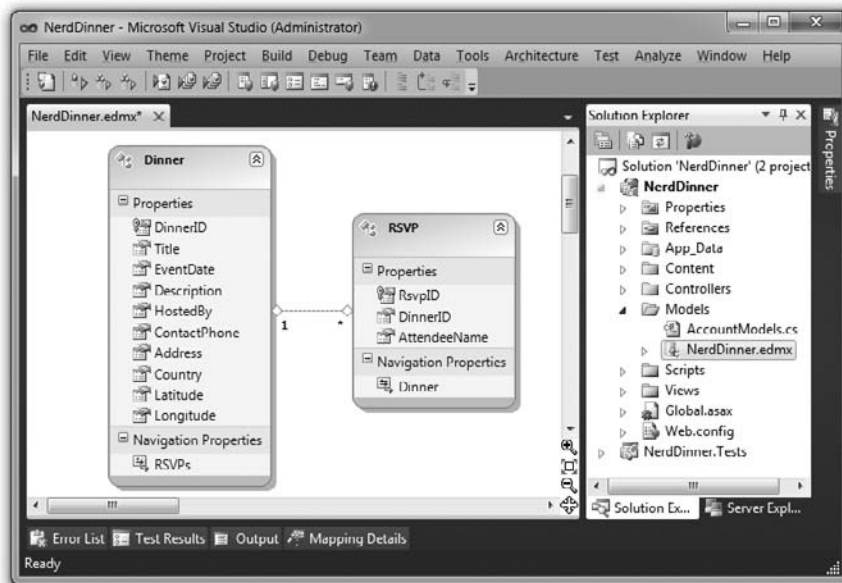 NerdDinner - Microsoft Visual Studio (Administrator)
File Edit View Theme Project Build Debug Team Data Tools Architecture Test Analyze Window Help
NerdDinner.edmx*
Dinner
Properties
DinnerID
Title
EventDate
Description
HostedBy
ContactPhone
Address
Country
Latitude
Longitude
Navigation Properties
RSVPs
1
*
RSVP
Properties
RsvpID
DinnerID
AttendeeName
Navigation Properties
Dinner
Solution Explorer
Solution 'NerdDinner' (2 project
NerdDinner
Properties
References
App_Data
Content
Controllers
Models
AccountModels.cs
NerdDinner.edmx
Scripts
Views
Global.asax
Web.config
NerdDinner.Tests
Solution Ex... Server Expl...
Properties
Error List Test Results Output Mapping Details
Ready